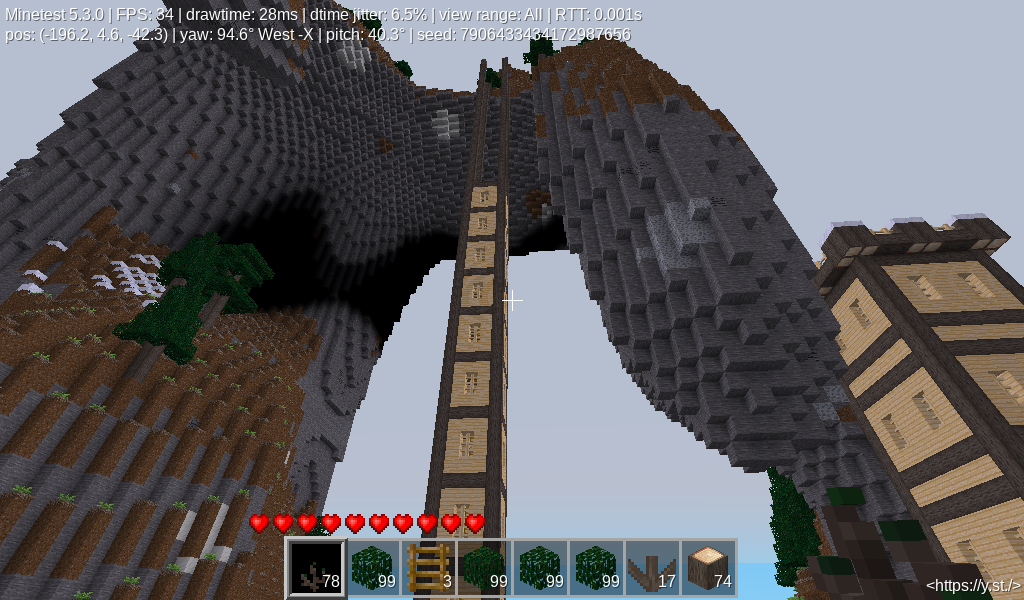 Minetest 5.3.0 | FPS: 34 | drawtime: 28ms | dtime jitter: 6.5% | view range: All | RTT: 0.001s
pos: (-196.2, 4.6, -42.3) | yaw: 94.6° West -X | pitch: 40.3° | seed: 7906433434172987656
78 99 3 99 99 99 17 74
<https://y.st./>